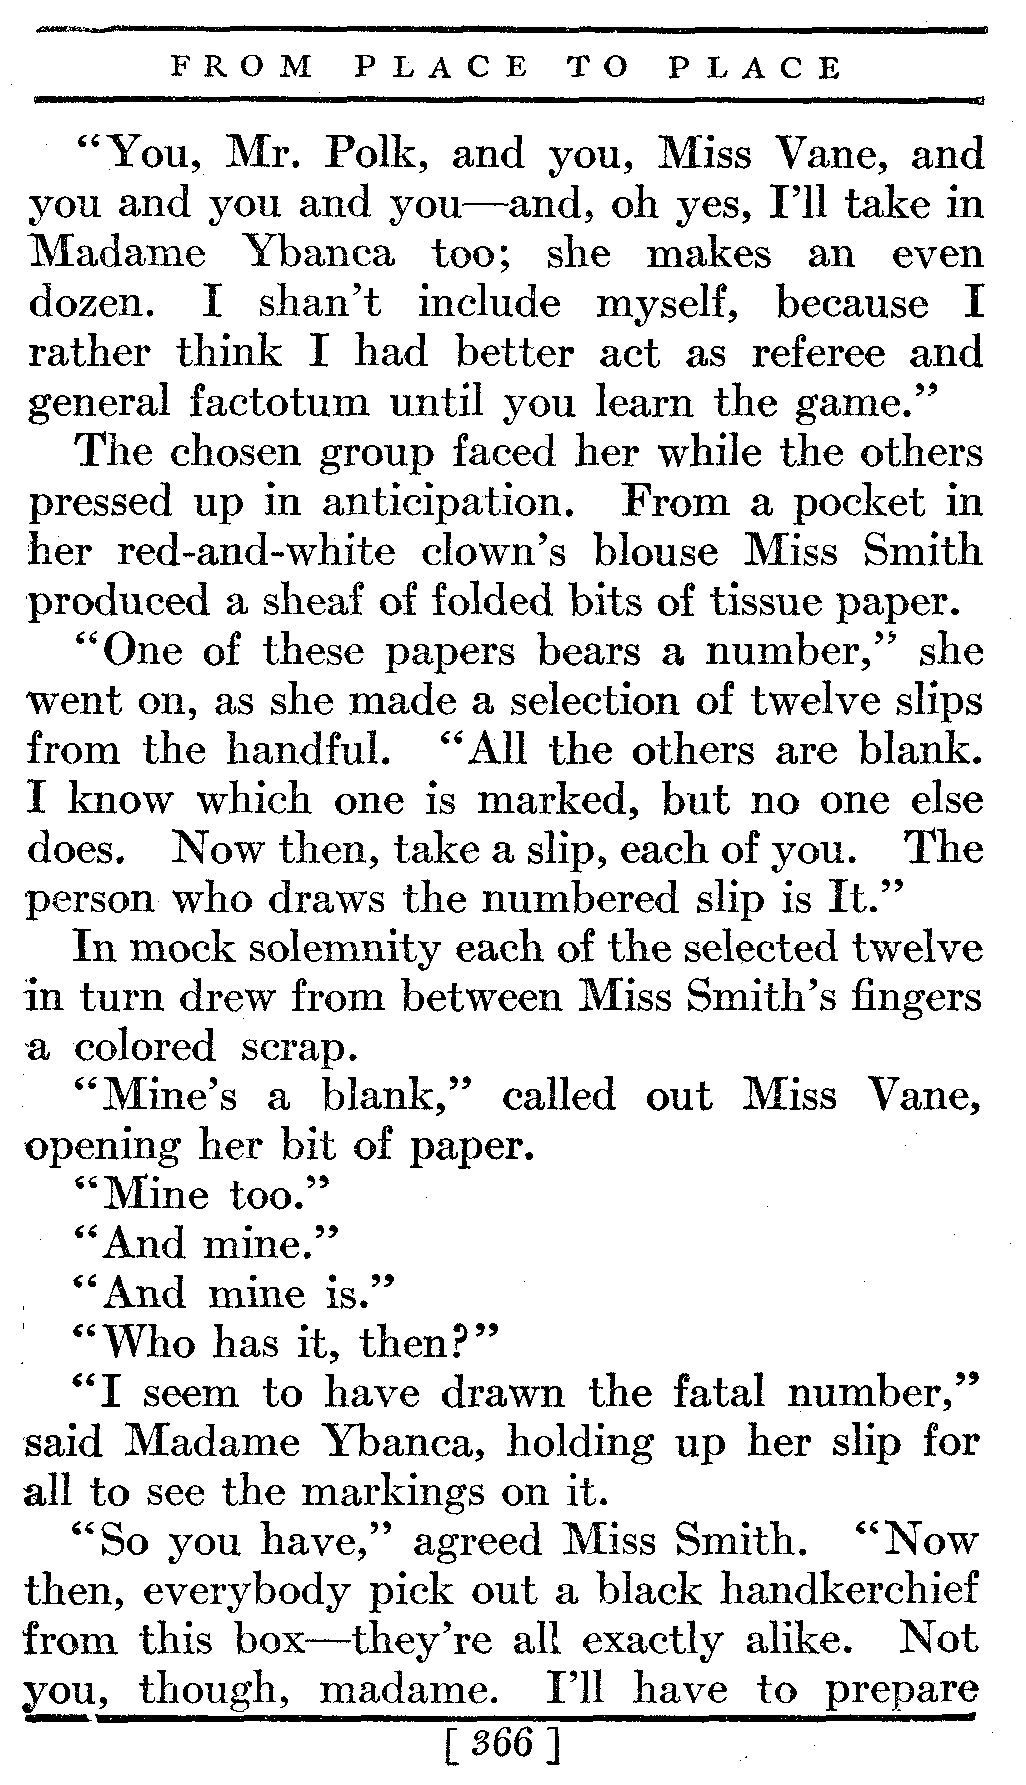 FROM PLACE TO PLACE
“You, Mr. Polk, and you, Miss Vane, and
you and you and you—and, oh yes, I’ll take in
Madame Ybanca too; she makes an even
dozen. I shan’t include myself, because I
rather think I had better act as referee and
general factotum until you learn the game.”
The chosen group faced her while the others
pressed up in anticipation. From a pocket in
her red-and-white clown’s blouse Miss Smith
produced a sheaf of folded bits of tissue paper.
“One of these papers bears a number,” she
went on, as she made a selection of twelve slips
from the handful. “All the others are blank.
I know which one is marked, but no one else
does. Now then, take a slip, each of you. The
person who draws the numbered slip is It.”
In mock solemnity each of the selected twelve
in turn drew from between Miss Smith’s fingers
a colored scrap.
“Mine’s a blank,” called out Miss Vane,
opening her bit of paper.
“Mine too.”
“And mine.”
“And mine is.”
“Who has it, then?”
“I seem to have drawn the fatal number,”
said Madame Ybanca, holding up her slip for
all to see the markings on it.
“So you have,” agreed Miss Smith. “Now
then, everybody pick out a black handkerchief
from this box—they’re all exactly alike. Not
you, though, madame. I’ll have to prepare
[ 366 ]